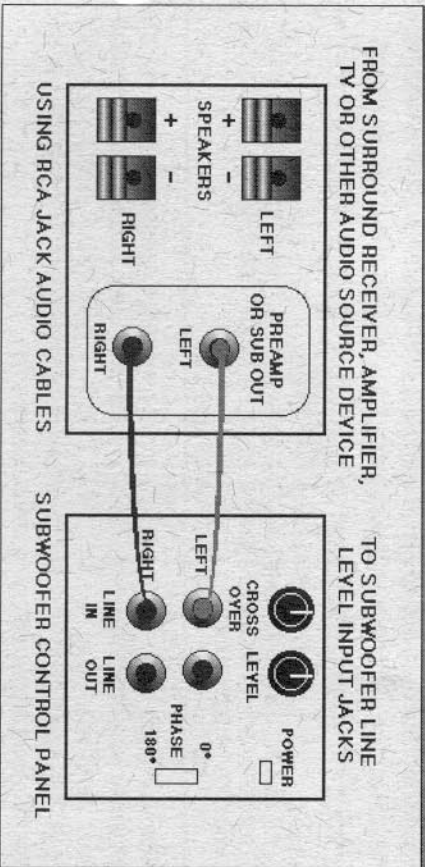 FROM SURROUND RECEIVER, AMPLIFIER,
TY OR OTHER AUDIO SOURCE DEVICE
LEFT
+ -
SPEAKERS
+ -
RIGHT
PREAMP
OR SUB OUT
LEFT
RIGHT
USING RCA JACK AUDIO CABLES
TO SUBWOOFER LINE
LEVEL INPUT JACKS
CROSS
OYER
LEVEL
POWER
LEFT
RIGHT
LINE
IN
LINE
OUT
PHASE
0°
180°
SUBWOOFER CONTROL PANEL